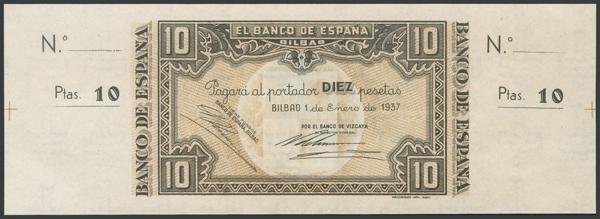 N.º
Ptas. 10
BANCO DE ESPAÑA
10
EL BANCO DE ESPAÑA
BILBAO
10
Pagará al portador DIEZ pesetas
BILBAO 1 de Enero de 1937
POR EL BANCO DE VIZCAYA
10
10
BANCO DE ESPAÑA
N.º
Ptas. 10